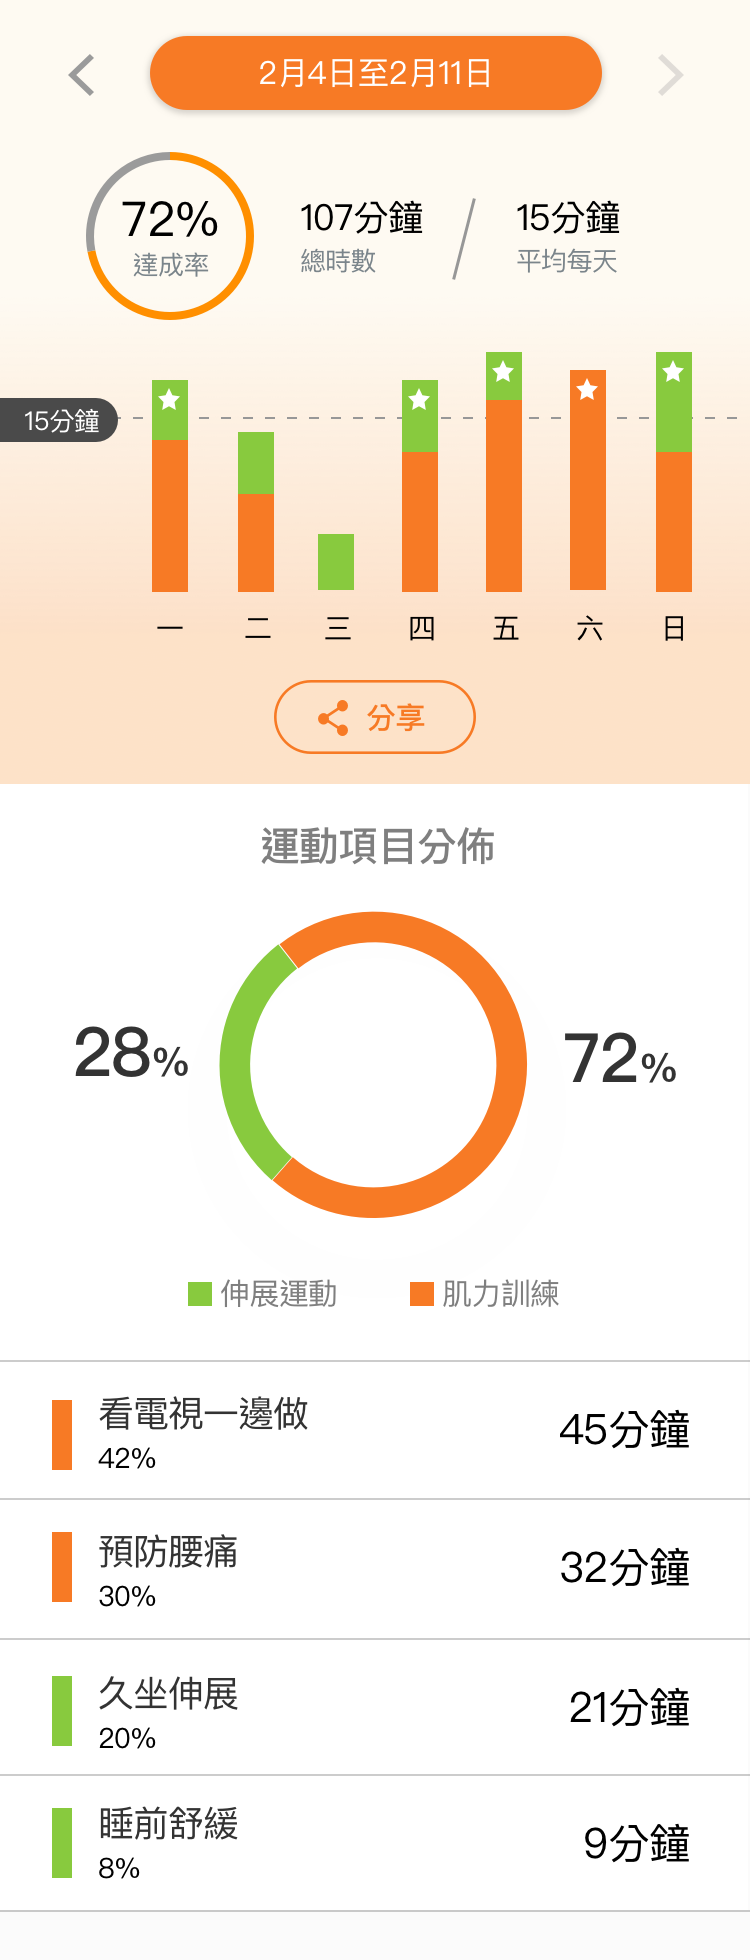 2月4日至2月11日
72%
達成率
107分鐘
總時數
15分鐘
平均每天
15分鐘
一 二 三 四 五 六 日
分享
運動項目分佈
28%
72%
伸展運動 肌力訓練
看電視一邊做
42%
45分鐘
預防腰痛
30%
32分鐘
久坐伸展
20%
21分鐘
睡前舒緩
8%
9分鐘